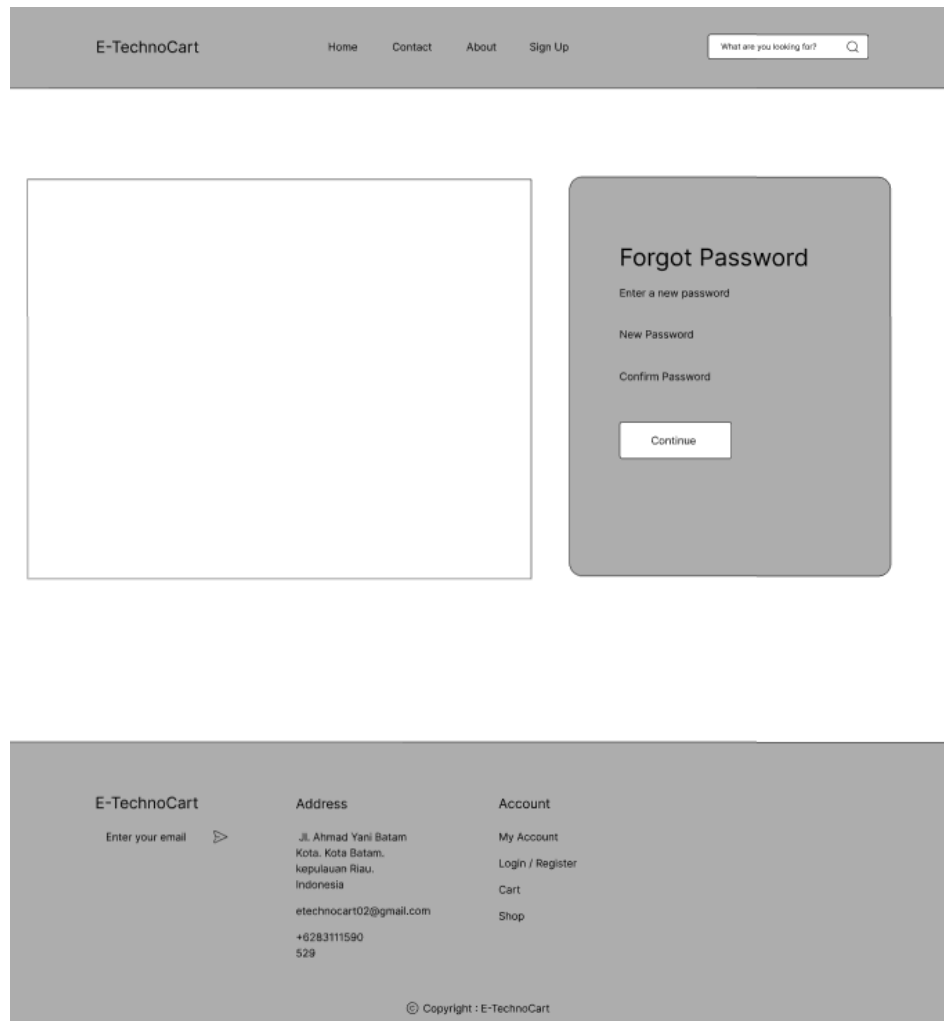 E-TechnoCart
Home
Contact
About
Sign Up
What are you looking for?
Forgot Password
Enter a new password
New Password
Confirm Password
Continue
E-TechnoCart
Enter your email
Address
Jl. Ahmad Yani Batam
Kota. Kota Batam.
kepulauan Riau.
Indonesia
etechnocart02@gmail.com
+6283111590
529
Account
My Account
Login / Register
Cart
Shop
© Copyright : E-TechnoCart